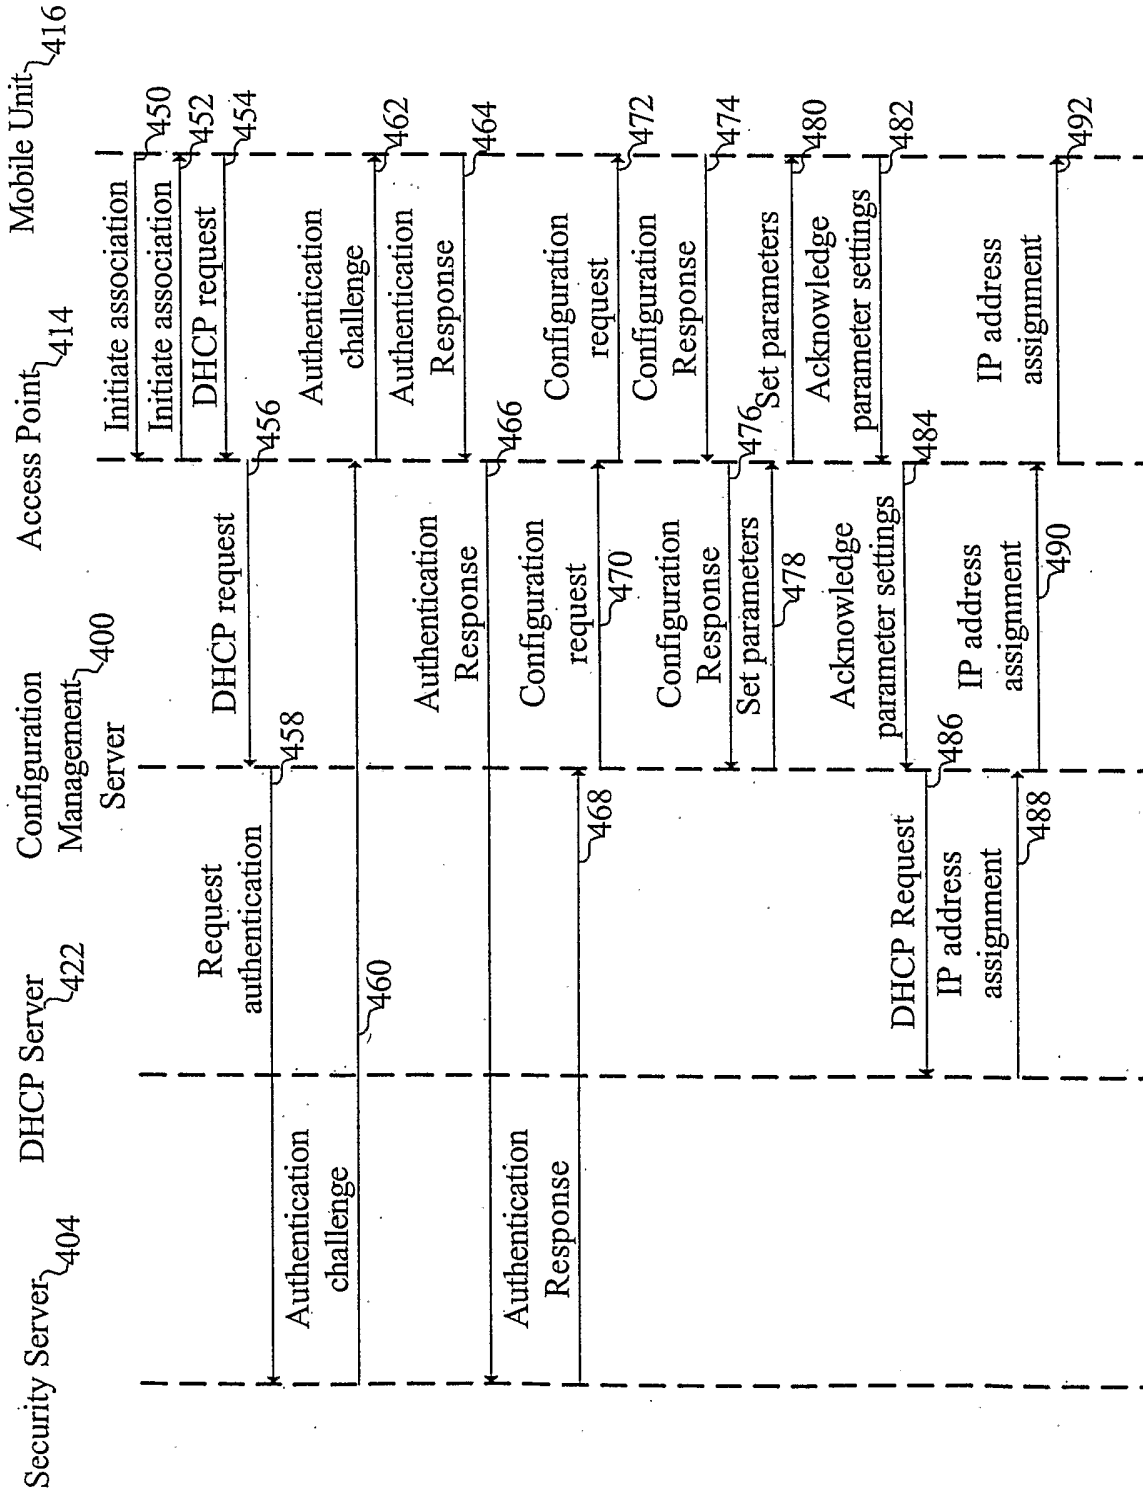 Security Server 404
DHCP Server 422
Configuration
Management 400
Server
Access Point 414
Mobile Unit 416
Initiate association
450
Initiate association
452
DHCP request
454
DHCP request
456
Request
authentication
458
Authentication
challenge
460
Authentication
challenge
462
Authentication
Response
464
Authentication
Response
466
Authentication
Response
468
Configuration
request
470
Configuration
request
472
Configuration
Response
474
Configuration
Response
476
Set parameters
478
Set parameters
480
Acknowledge
parameter settings
482
Acknowledge
parameter settings
484
DHCP Request
486
IP address
assignment
488
IP address
assignment
490
IP address
assignment
492